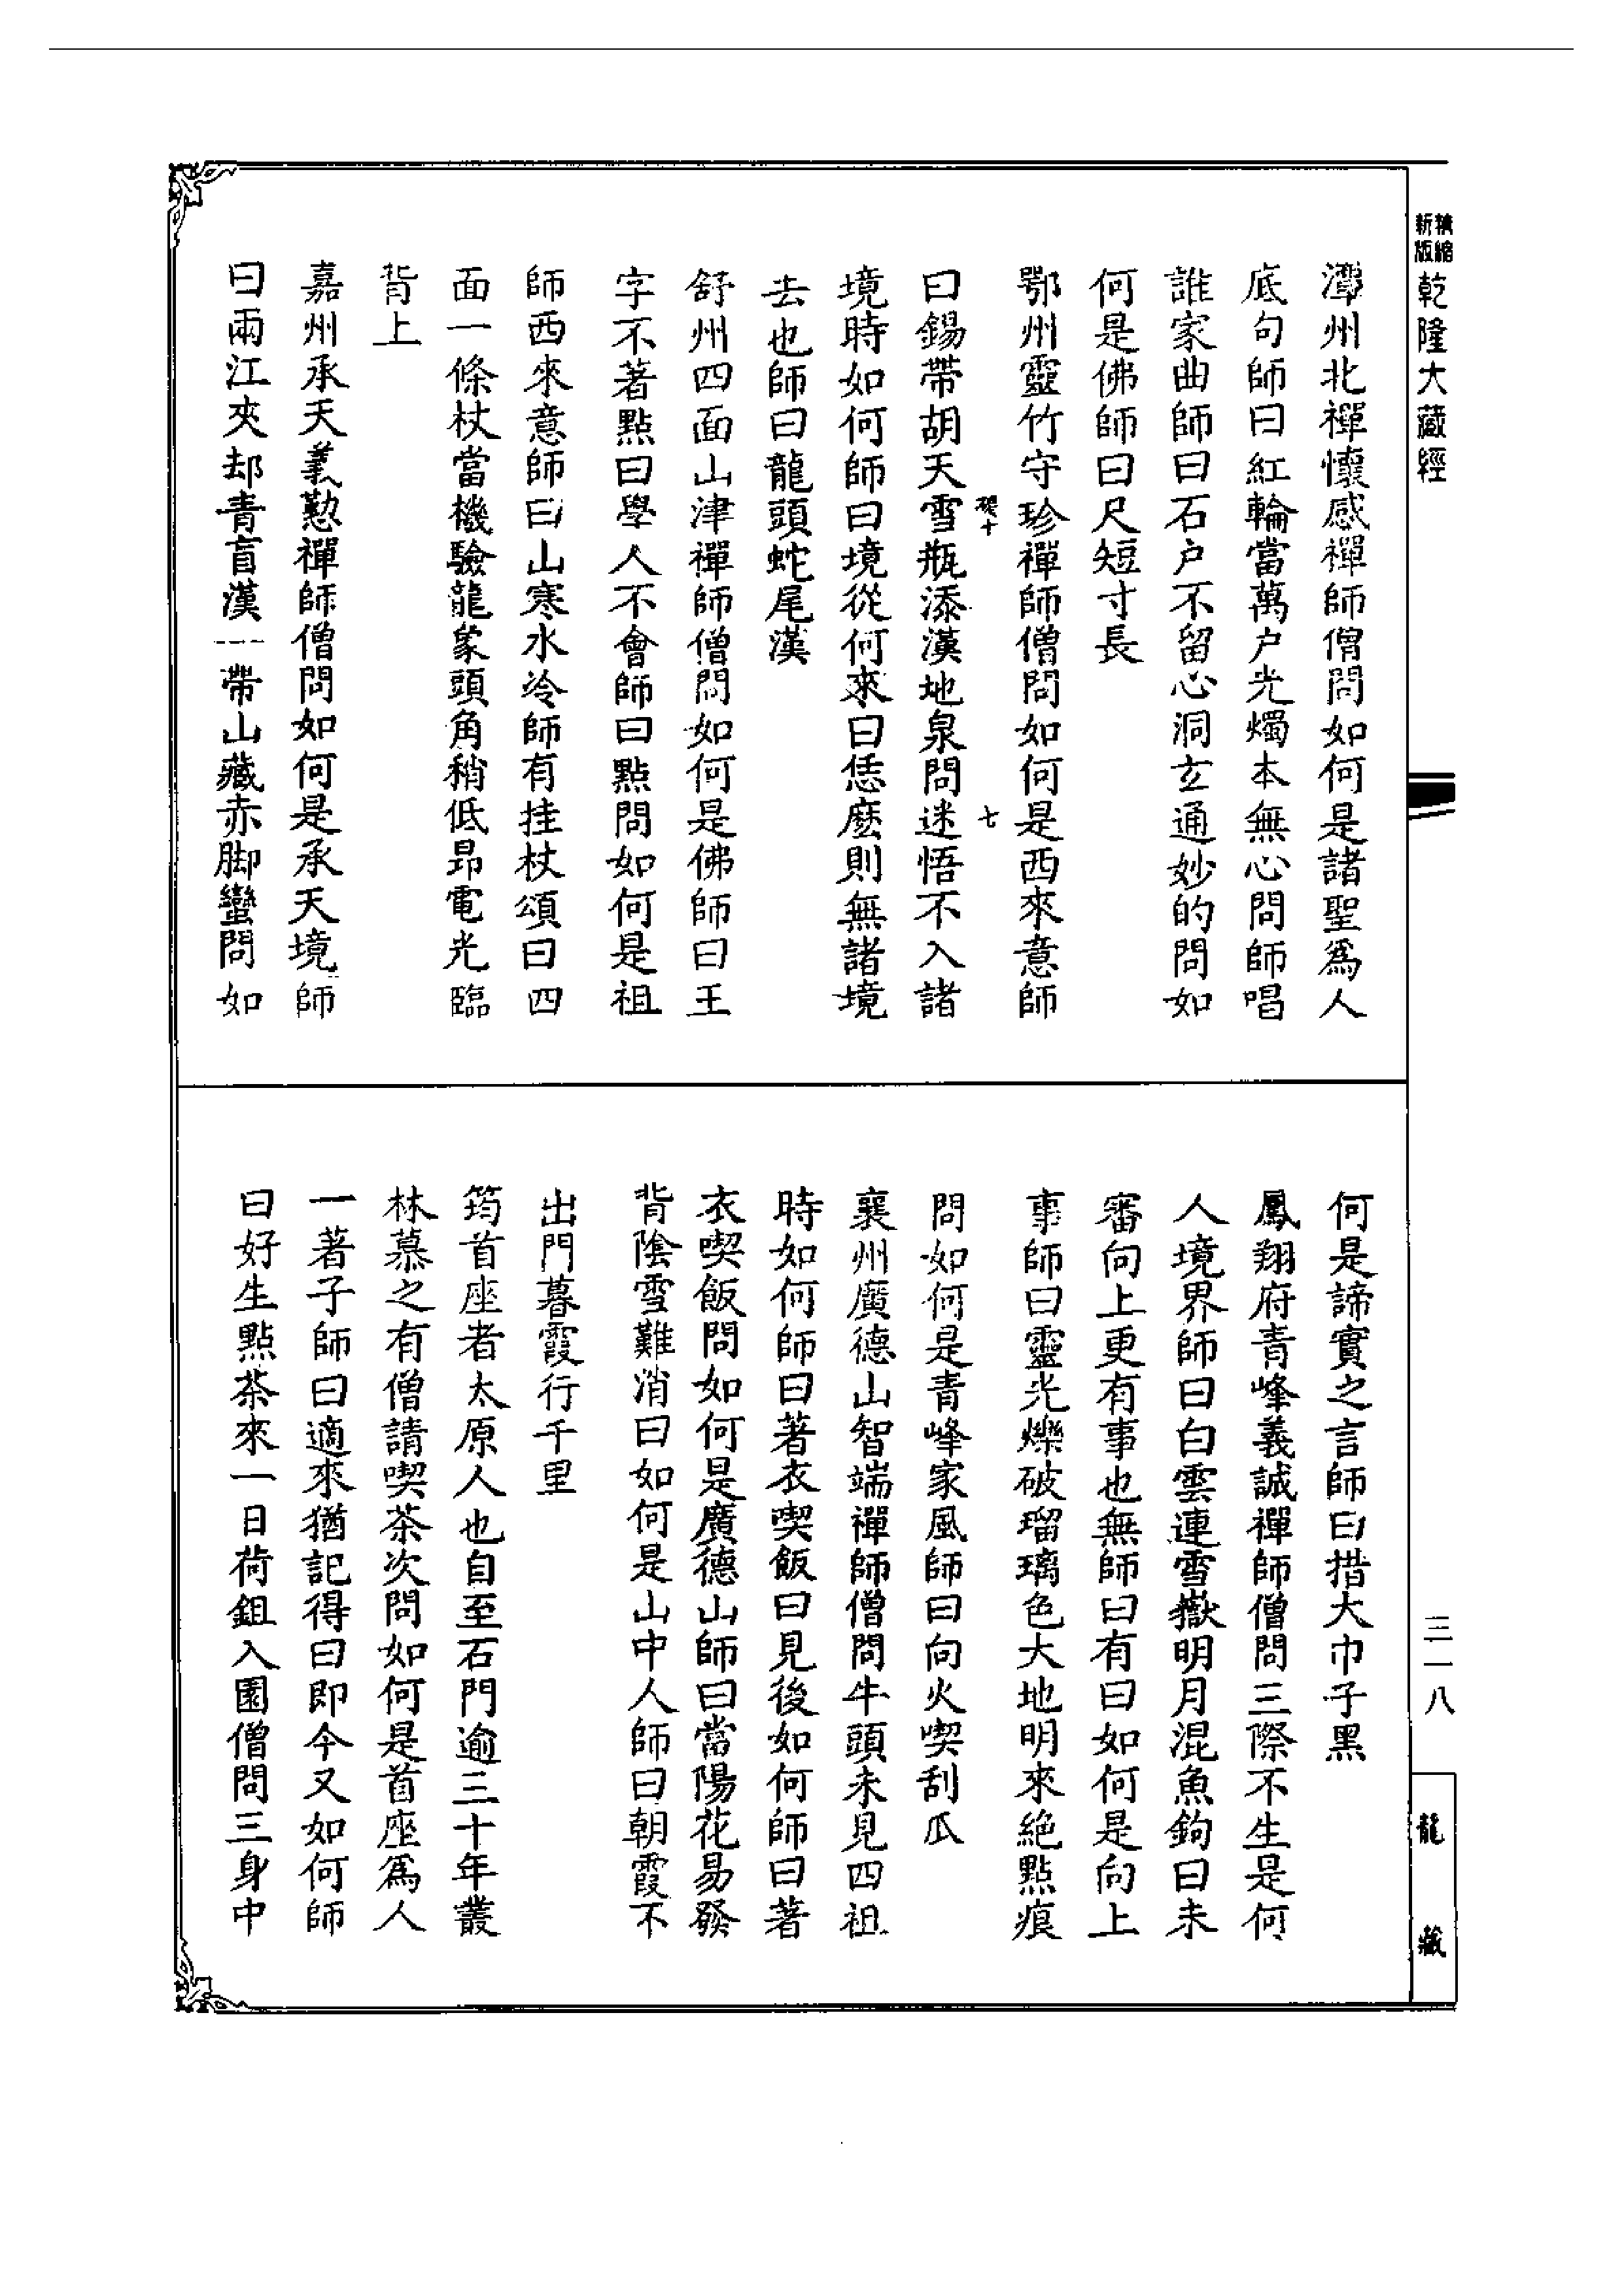 精縮
新版
乾隆大藏經
潭州北禪懷感禪師僧問如何是諸聖為人
底句師曰紅輪當萬户光燭本無心問師唱
誰家曲師曰石户不留心洞玄通妙的問如
何是佛師曰尺短寸長
鄂州靈竹守珍禪師僧問如何是西來意師
十
七
曰錫帶胡天雪瓶添漢地泉問迷悟不入諸
境時如何師曰境從何來曰恁麽則無諸境
去也師曰龍頭蛇尾漢
舒州四面山津禪師僧問如何是佛師曰王
字不著點曰學人不會師曰點問如何是祖
師西來意師曰山寒水冷師有拄杖頌曰四
面一條杖當機驗龍象頭角稍低昂電光臨
背上
嘉州承天義懃禪師僧問如何是承天境師
曰兩江夾却青盲漢一帶山藏赤脚蠻問如
何是諦實之言師曰措大巾子黑
鳳翔府青峰義誠禪師僧問三際不生是何
人境界師曰白雲連雪嶽明月混魚鉤曰未
審向上更有事也無師曰有曰如何是向上
事師曰靈光爍破瑠璃色大地明來絶點痕
問如何是青峰家風師曰向火喫刮瓜
襄州廣德山智端禪師僧問牛頭未見四祖
時如何師曰著衣喫飯曰見後如何師曰著
衣喫飯問如何是廣德山師曰當陽花易發
背陰雪難消曰如何是山中人師曰朝霞不
出門暮霞行千里
筠首座者太原人也自至石門逾三十年叢
林慕之有僧請喫茶次問如何是首座為人
一著子師曰適來猶記得曰即今又如何師
曰好生點茶來一日荷鉏入園僧問三身中
三一八
龍藏